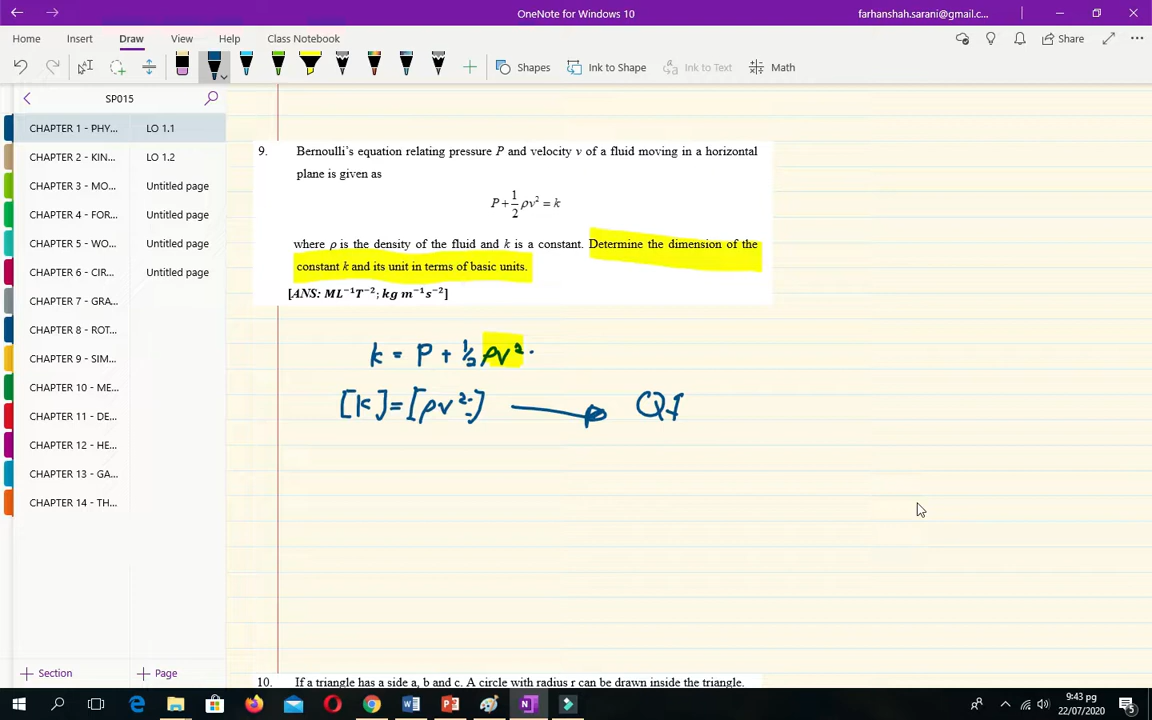 OneNote for Windows 10
farhanshah.sarani@gmail.c...
Home Insert Draw View Help Class Notebook
Share
Shapes Ink to Shape Ink to Text Math
SP015
CHAPTER 1 - PHY... LO 1.1
CHAPTER 2 - KIN... LO 1.2
CHAPTER 3 - MO... Untitled page
CHAPTER 4 - FOR... Untitled page
CHAPTER 5 - WO... Untitled page
CHAPTER 6 - CIR... Untitled page
CHAPTER 7 - GRA...
CHAPTER 8 - ROT...
CHAPTER 9 - SIM...
CHAPTER 10 - ME...
CHAPTER 11 - DE...
CHAPTER 12 - HE...
CHAPTER 13 - GA...
CHAPTER 14 - TH...
Section Page
9. Bernoulli's equation relating pressure P and velocity v of a fluid moving in a horizontal
plane is given as
P + 1/2 ρv² = k
where ρ is the density of the fluid and k is a constant. Determine the dimension of the
constant k and its unit in terms of basic units.
[ANS: ML⁻¹T⁻²; kg m⁻¹s⁻²]
k = P + ½ ρv²
[k] = [ρv²]
10. If a triangle has a side a, b and c. A circle with radius r can be drawn inside the triangle.
9:43 pg
22/07/2020
5